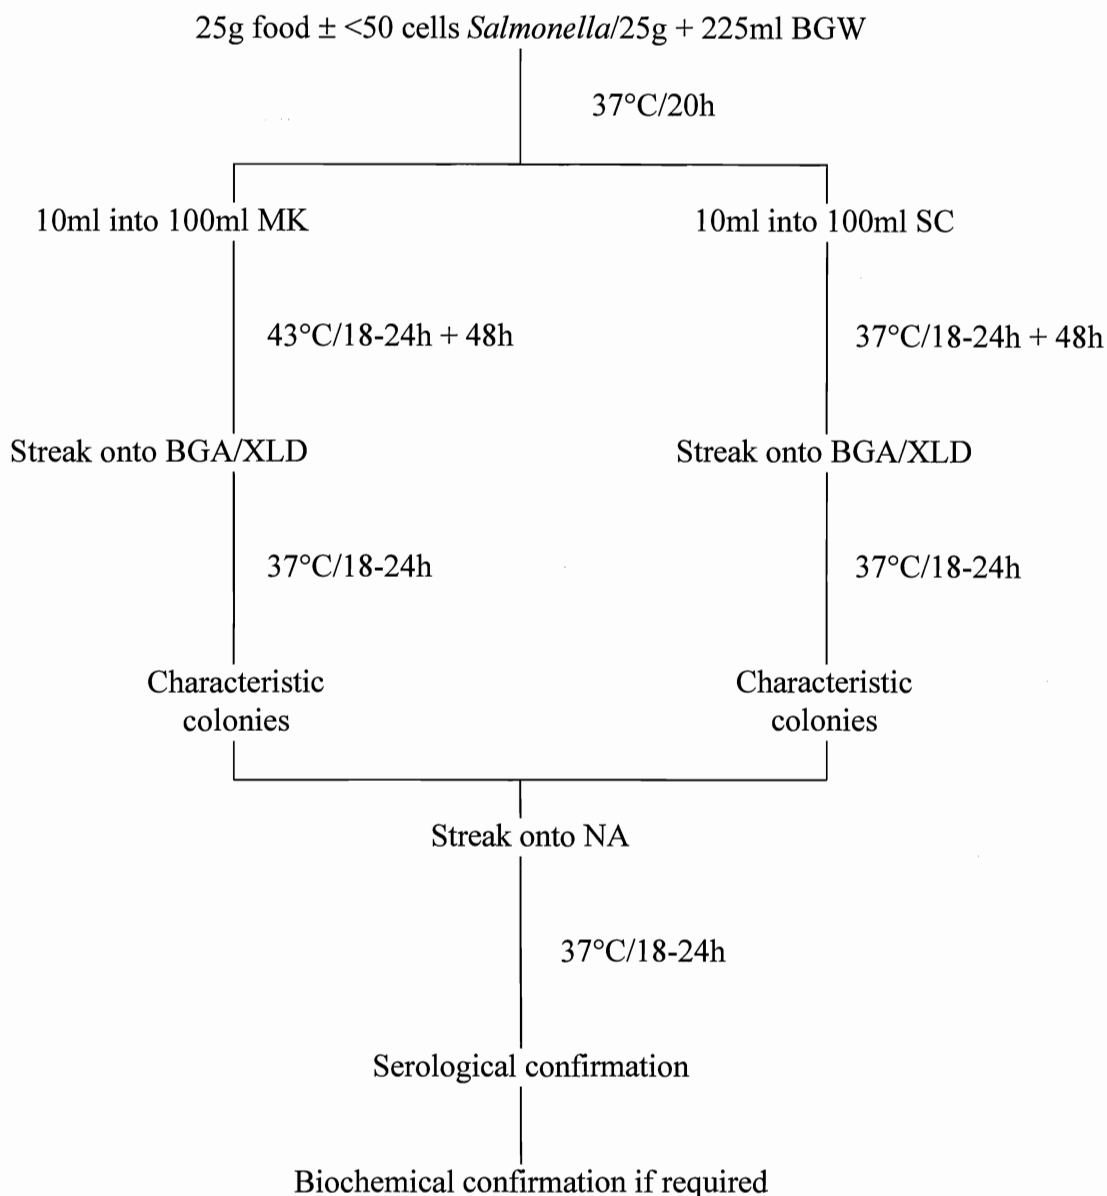 25g food ± <50 cells Salmonella/25g + 225ml BGW
37°C/20h
10ml into 100ml MK
10ml into 100ml SC
43°C/18-24h + 48h
37°C/18-24h + 48h
Streak onto BGA/XLD
Streak onto BGA/XLD
37°C/18-24h
37°C/18-24h
Characteristic
colonies
Characteristic
colonies
Streak onto NA
37°C/18-24h
Serological confirmation
Biochemical confirmation if required